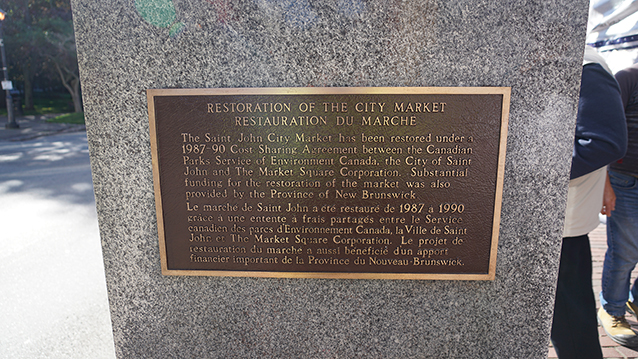 RESTORATION OF THE CITY MARKET
RESTAURATION DU MARCHE
The Saint John City Market has been restored under a
1987-90 Cost Sharing Agreement between the Canadian
Parks Service of Environment Canada, the City of Saint
John and The Market Square Corporation. Substantial
funding for the restoration of the market was also
provided by the Province of New Brunswick.
Le marché de Saint John a été restauré de 1987 à 1990
grâce à une entente à frais partagés entre le Service
canadien des parcs d'Environnement Canada, la Ville de Saint
John et The Market Square Corporation. Le projet de
restauration du marché a aussi bénéficié d'un apport
financier important de la Province du Nouveau-Brunswick.